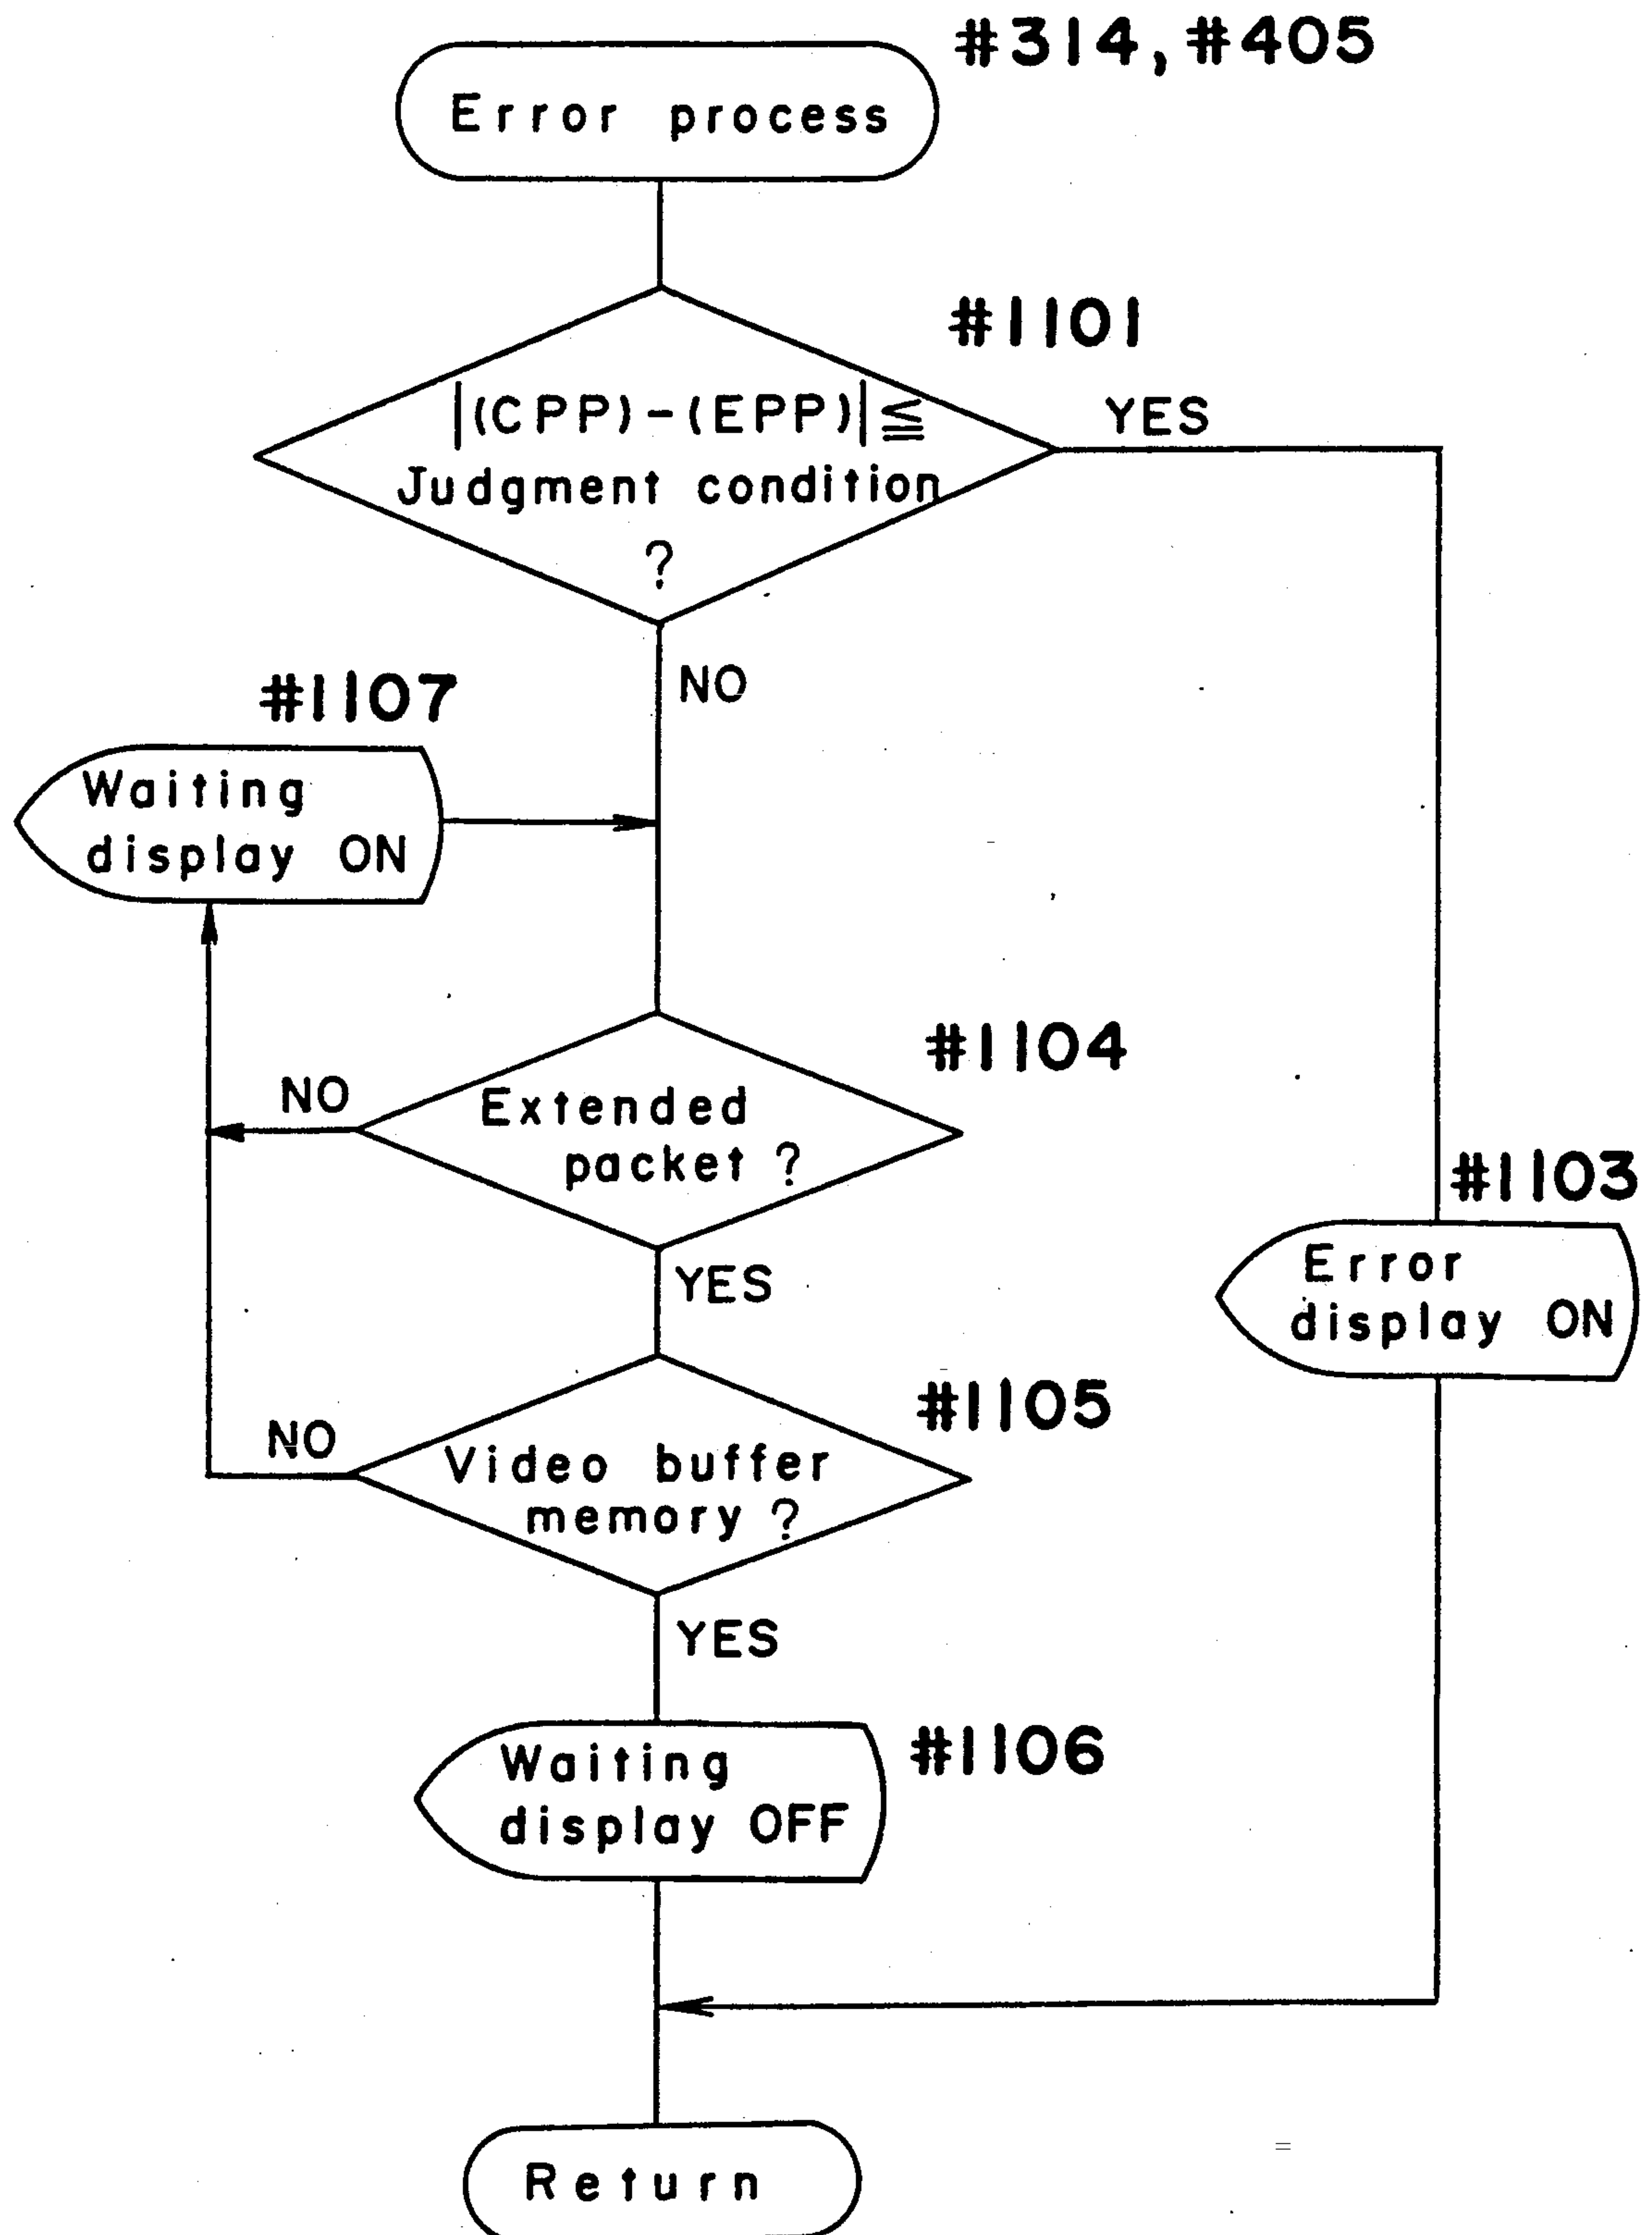 #314, #405
Error process
#1101
|(CPP)-(EPP)|≦
Judgment condition
?
YES
NO
#1107
Waiting
display ON
#1104
NO
Extended
packet ?
YES
#1103
Error
display ON
#1105
NO
Video buffer
memory ?
YES
#1106
Waiting
display OFF
Return